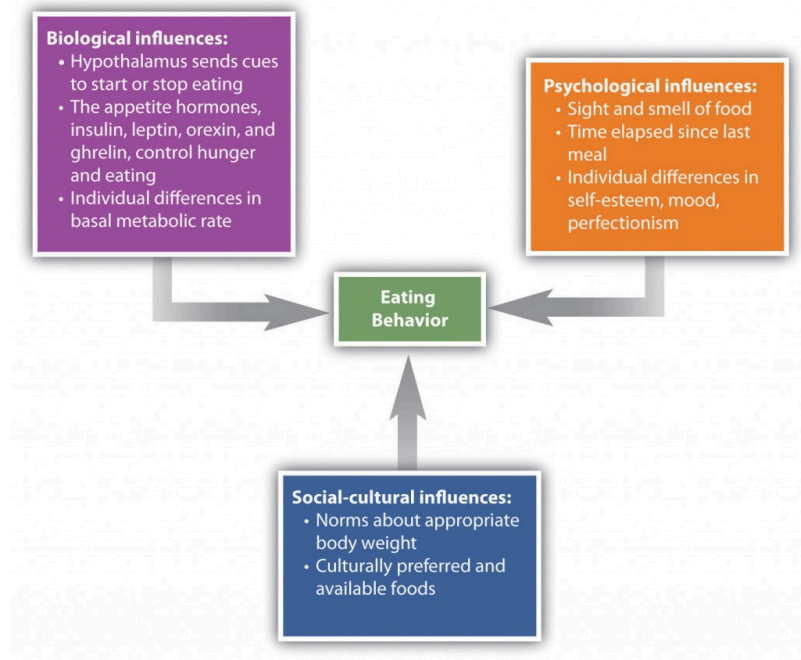 Biological influences:
• Hypothalamus sends cues
to start or stop eating
• The appetite hormones,
insulin, leptin, orexin, and
ghrelin, control hunger
and eating
• Individual differences in
basal metabolic rate
Psychological influences:
• Sight and smell of food
• Time elapsed since last
meal
• Individual differences in
self-esteem, mood,
perfectionism
Eating
Behavior
Social-cultural influences:
• Norms about appropriate
body weight
• Culturally preferred and
available foods